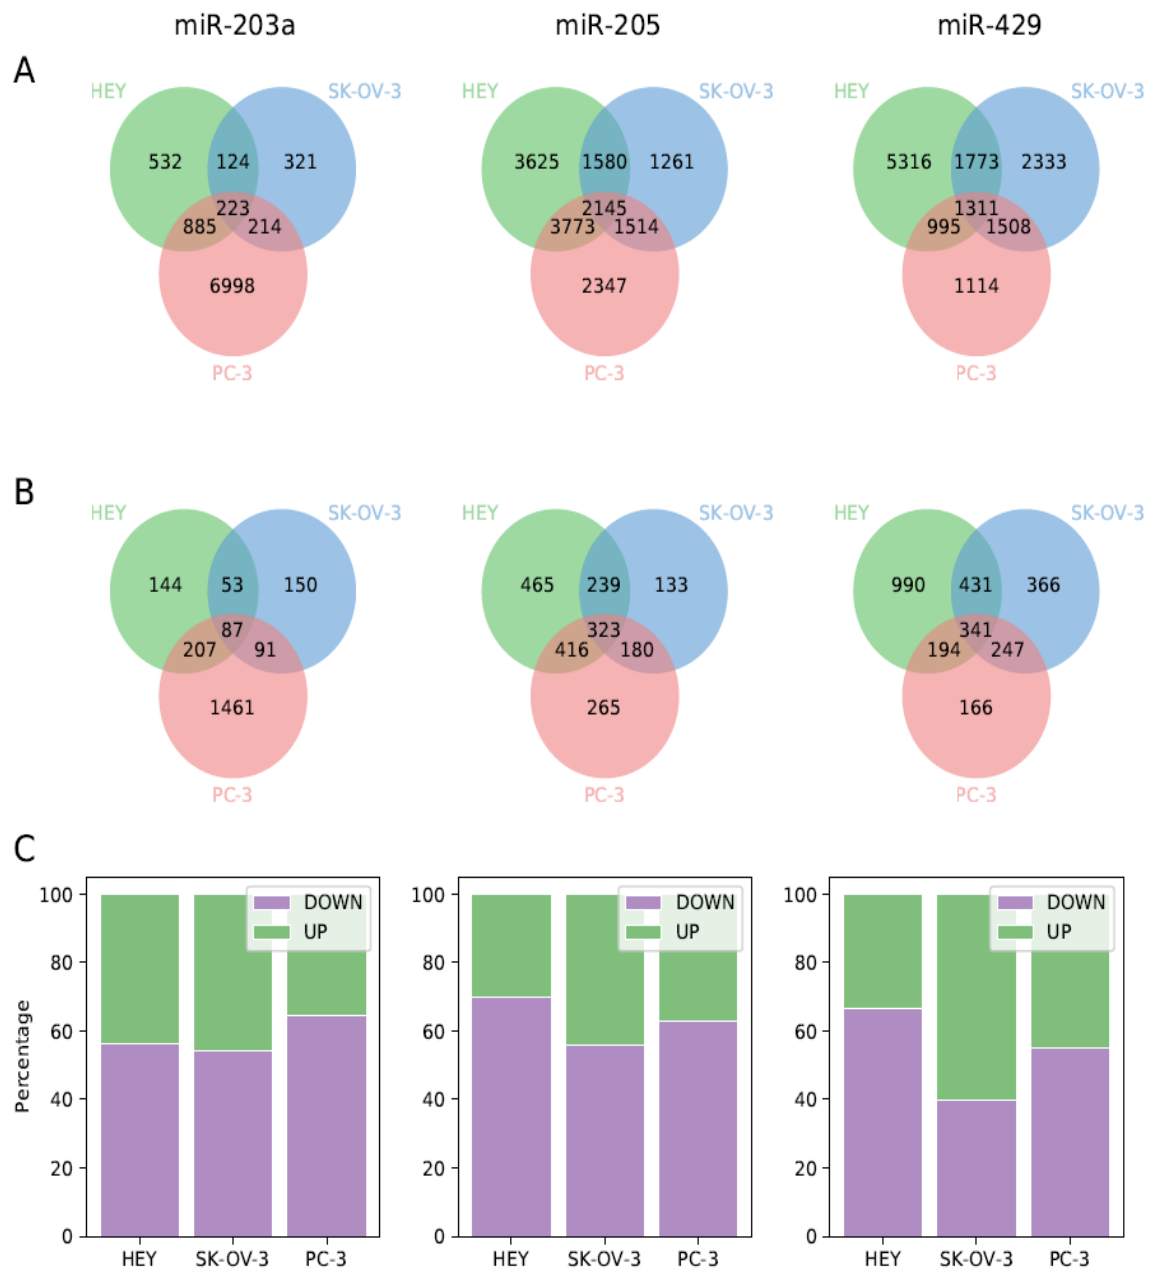 miR-203a miR-205 miR-429
A
HEY SK-OV-3 HEY SK-OV-3 HEY SK-OV-3
532 124 321 3625 1580 1261 5316 1773 2333
223 2145 1311
885 214 3773 1514 995 1508
6998 2347 1114
PC-3 PC-3 PC-3
B
HEY SK-OV-3 HEY SK-OV-3 HEY SK-OV-3
144 53 150 465 239 133 990 431 366
87 323 341
207 91 416 180 194 247
1461 265 166
PC-3 PC-3 PC-3
C
100 DOWN 100 DOWN 100 DOWN
UP UP UP
80 80 80
Percentage
60 60 60
40 40 40
20 20 20
0 0 0
HEY SK-OV-3 PC-3 HEY SK-OV-3 PC-3 HEY SK-OV-3 PC-3